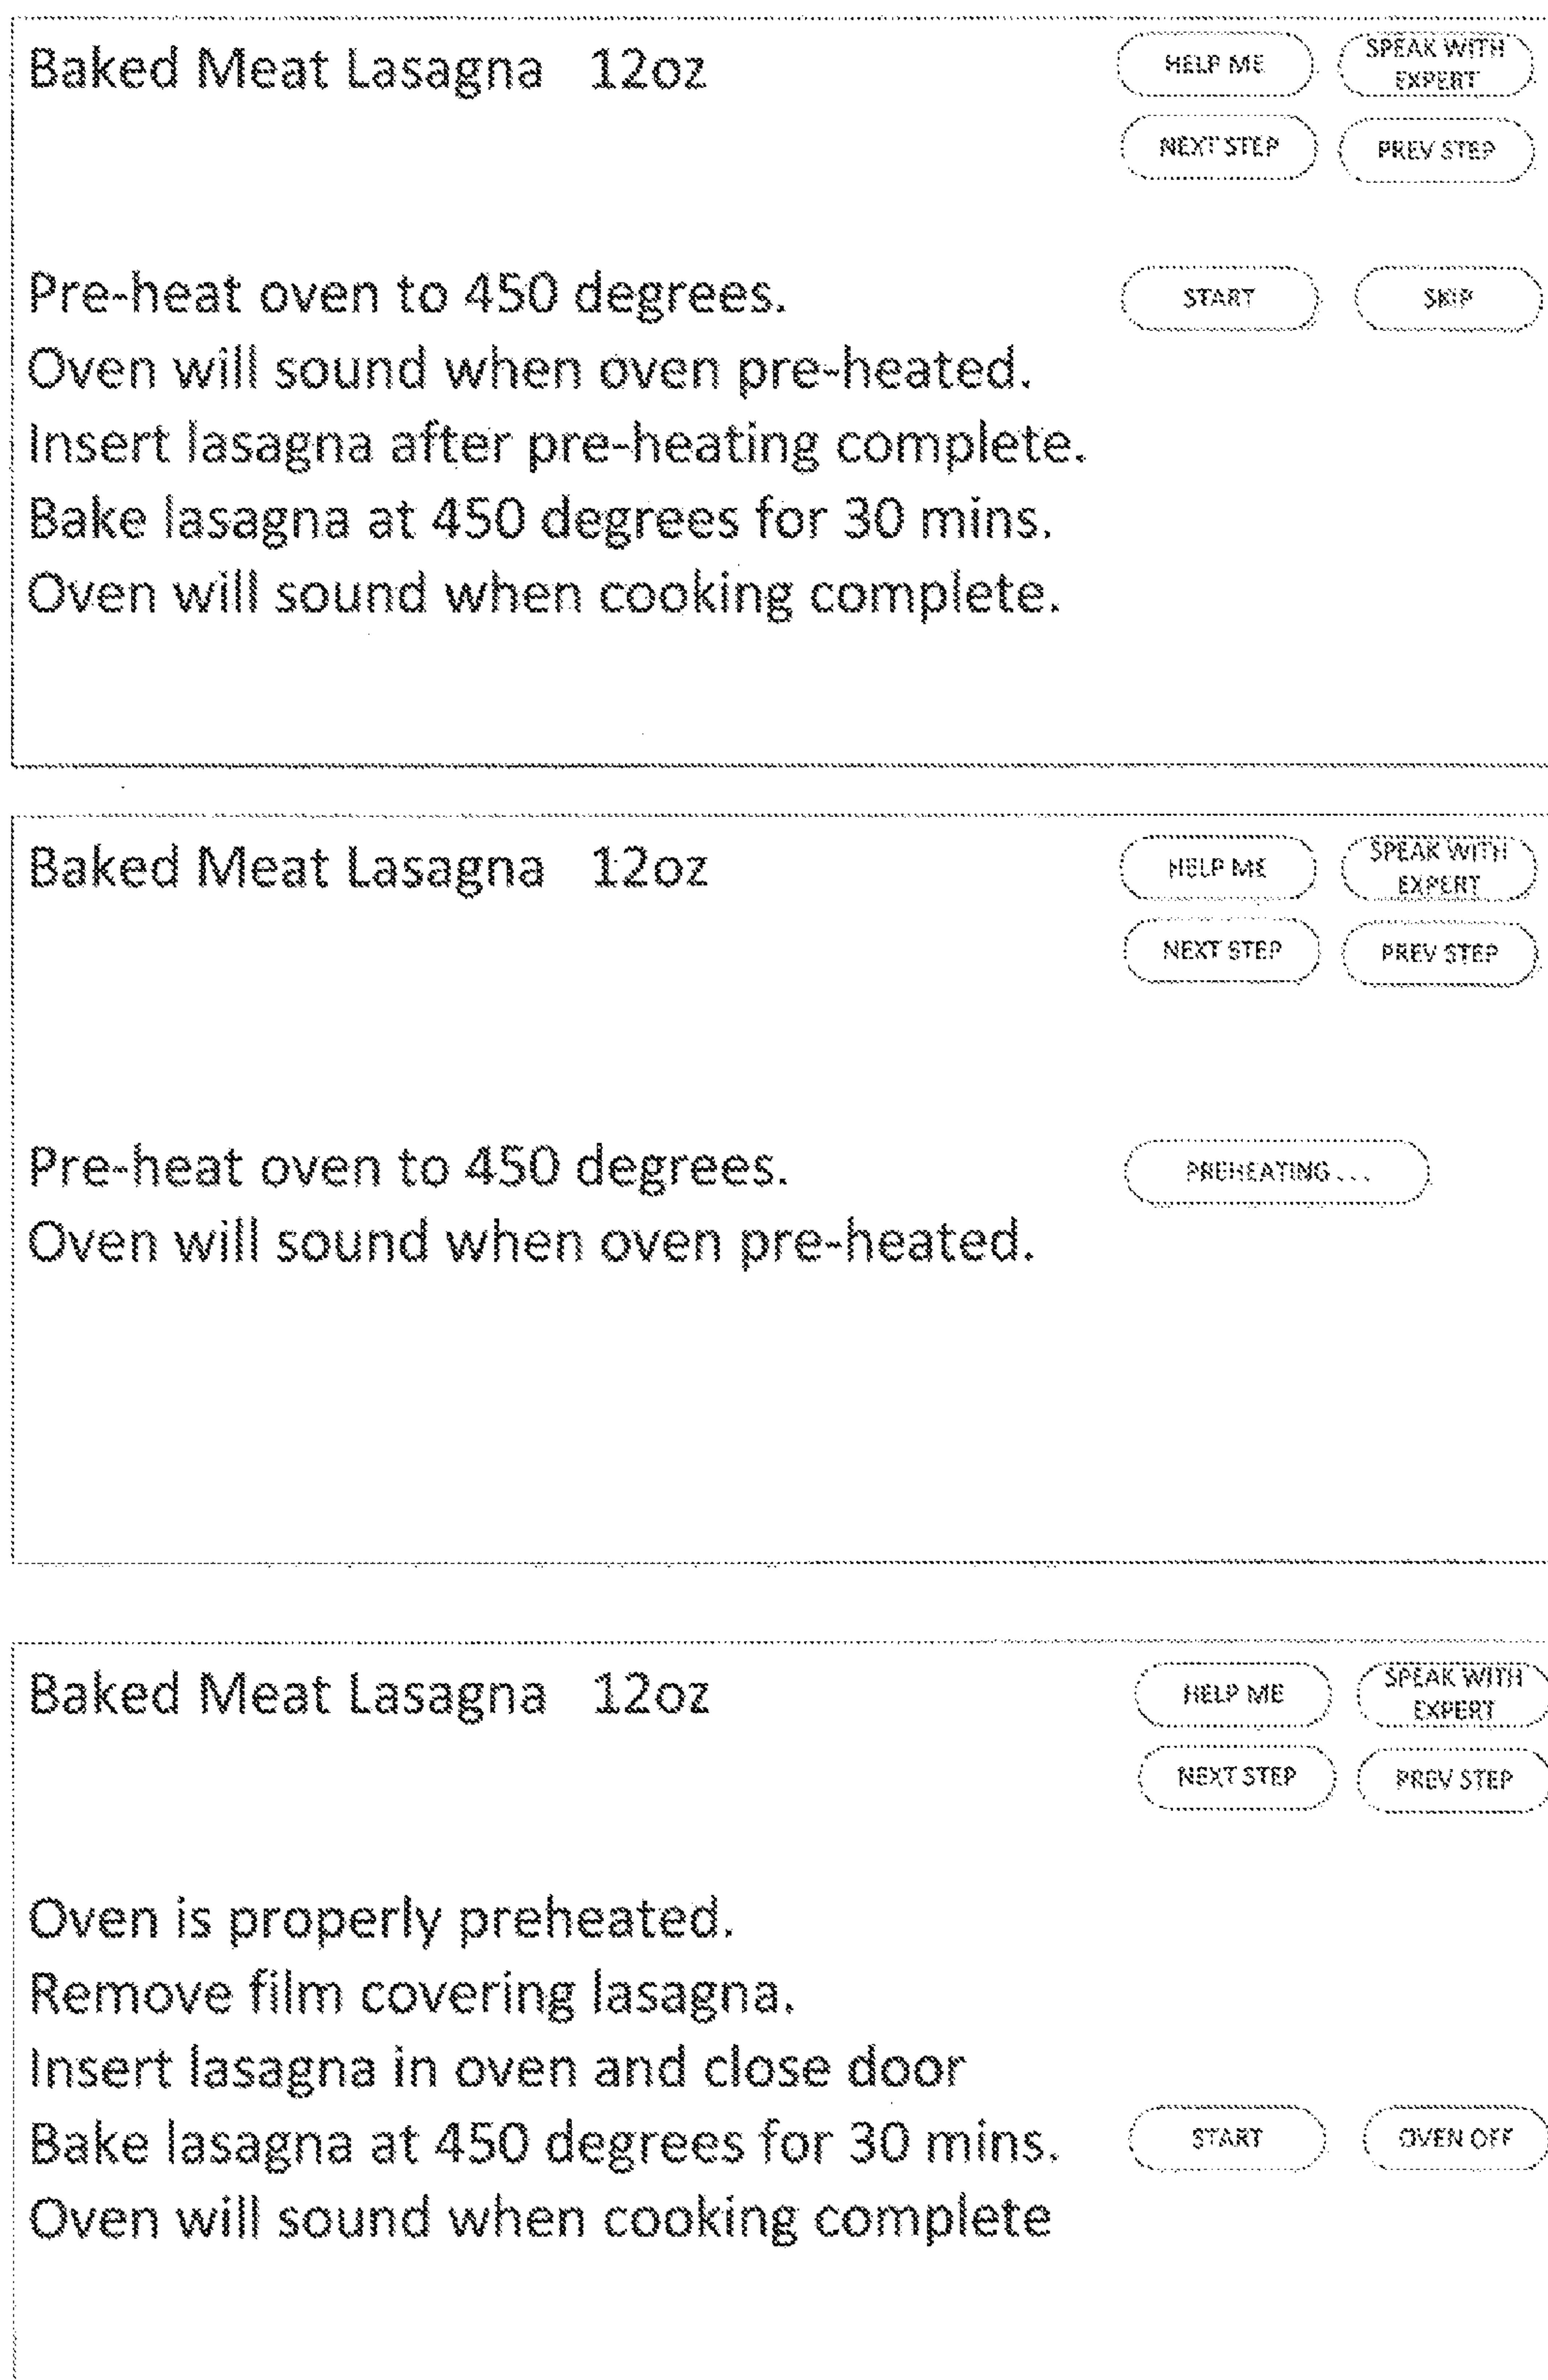 Baked Meat Lasagna 12oz
HELP ME
SPEAK WITH
EXPERT
NEXT STEP
PREV STEP
Pre-heat oven to 450 degrees.
START
SKIP
Oven will sound when oven pre-heated.
Insert lasagna after pre-heating complete.
Bake lasagna at 450 degrees for 30 mins.
Oven will sound when cooking complete.
Baked Meat Lasagna 12oz
HELP ME
SPEAK WITH
EXPERT
NEXT STEP
PREV STEP
Pre-heat oven to 450 degrees.
PREHEATING . . .
Oven will sound when oven pre-heated.
Baked Meat Lasagna 12oz
HELP ME
SPEAK WITH
EXPERT
NEXT STEP
PREV STEP
Oven is properly preheated.
Remove film covering lasagna.
Insert lasagna in oven and close door
Bake lasagna at 450 degrees for 30 mins.
START
OVEN OFF
Oven will sound when cooking complete